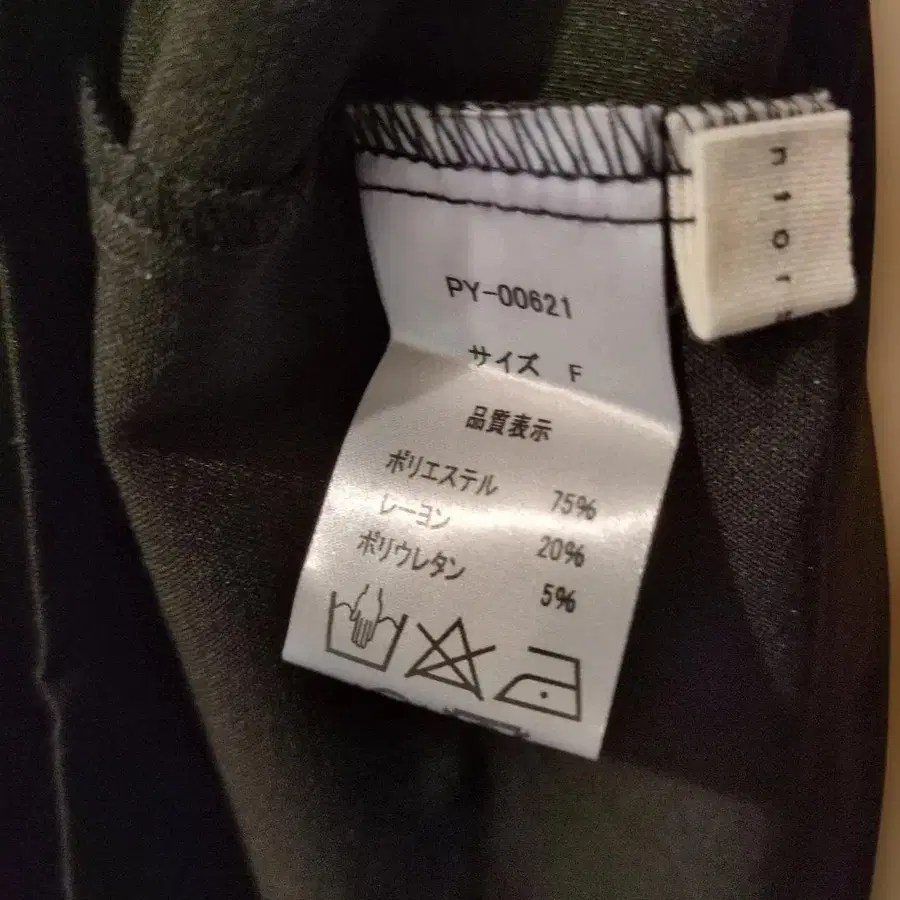 PY-00621
サイズ F
品質表示
ポリエステル 75%
レーヨン 20%
ポリウレタン 5%